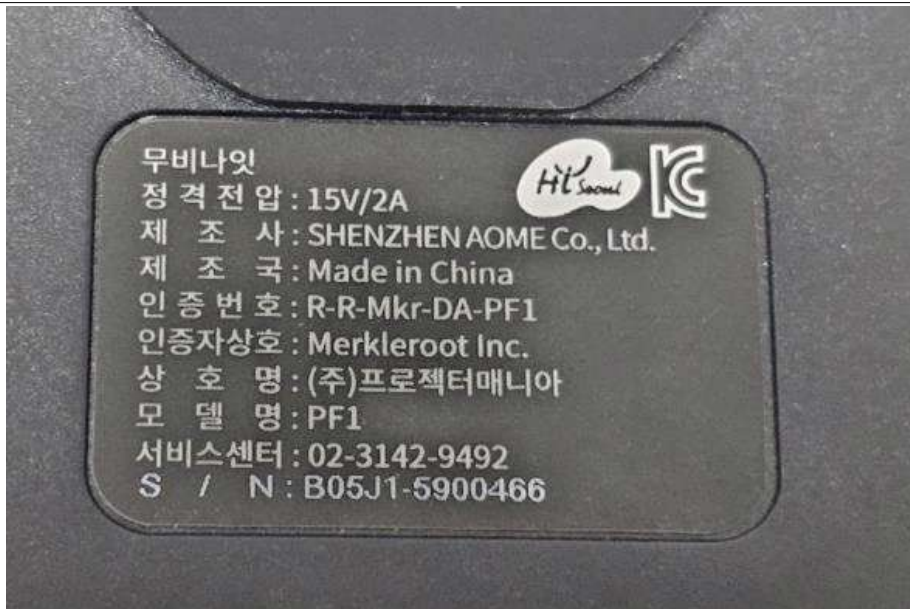 무비나잇
Hi Seoul
KC
정격전압 : 15V/2A
제 조 사 : SHENZHEN AOME Co., Ltd.
제 조 국 : Made in China
인증번호 : R-R-Mkr-DA-PF1
인증자상호 : Merkleroot Inc.
상 호 명 : (주)프로젝터매니아
모 델 명 : PF1
서비스센터 : 02-3142-9492
S / N : B05J1-5900466